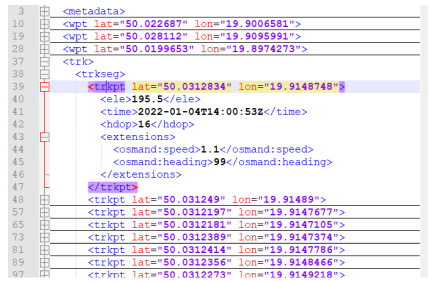 3 <metadata>
10 <wpt lat="50.022687" lon="19.9006581">
19 <wpt lat="50.028112" lon="19.9095991">
28 <wpt lat="50.0199653" lon="19.8974273">
37 <trk>
38 <trkseg>
39 <trkpt lat="50.0312834" lon="19.9148748">
40 <ele>195.5</ele>
41 <time>2022-01-04T14:00:53Z</time>
42 <hdop>16</hdop>
43 <extensions>
44 <osmand:speed>1.1</osmand:speed>
45 <osmand:heading>99</osmand:heading>
46 </extensions>
47 </trkpt>
48 <trkpt lat="50.031249" lon="19.91489">
57 <trkpt lat="50.0312197" lon="19.9147677">
65 <trkpt lat="50.0312181" lon="19.9147105">
73 <trkpt lat="50.0312389" lon="19.9147374">
81 <trkpt lat="50.0312414" lon="19.9147786">
89 <trkpt lat="50.0312356" lon="19.9148466">
97 <trkpt lat="50.0312273" lon="19.9149218">